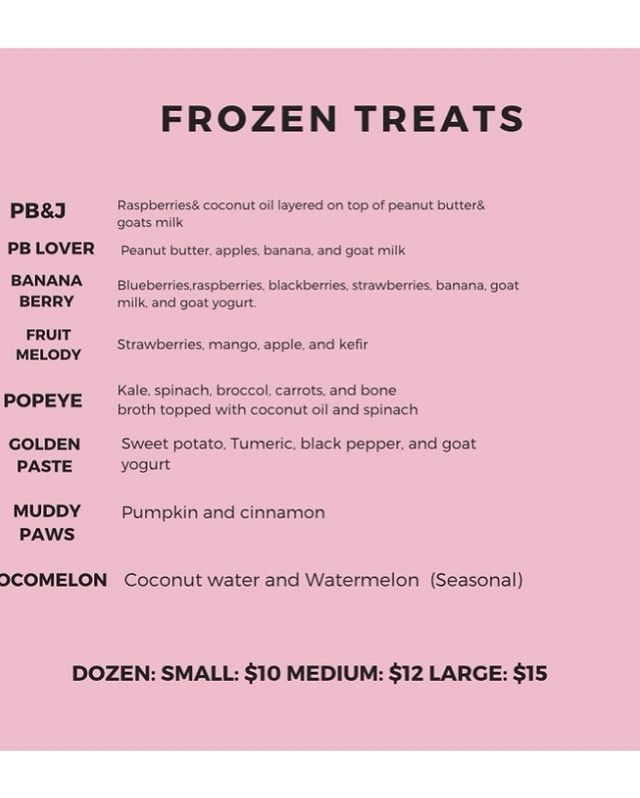 FROZEN TREATS
PB&J
Raspberries& coconut oil layered on top of peanut butter&
goats milk
PB LOVER
Peanut butter, apples, banana, and goat milk
BANANA
BERRY
Blueberries,raspberries, blackberries, strawberries, banana, goat
milk, and goat yogurt.
FRUIT
MELODY
Strawberries, mango, apple, and kefir
POPEYE
Kale, spinach, broccol, carrots, and bone
broth topped with coconut oil and spinach
GOLDEN
PASTE
Sweet potato, Tumeric, black pepper, and goat
yogurt
MUDDY
PAWS
Pumpkin and cinnamon
OCOMELON
Coconut water and Watermelon (Seasonal)
DOZEN: SMALL: $10 MEDIUM: $12 LARGE: $15